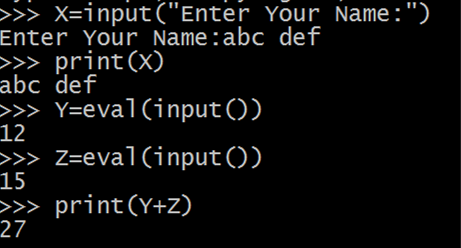 >>> X=input("Enter Your Name:")
Enter Your Name:abc def
>>> print(X)
abc def
>>> Y=eval(input())
12
>>> Z=eval(input())
15
>>> print(Y+Z)
27